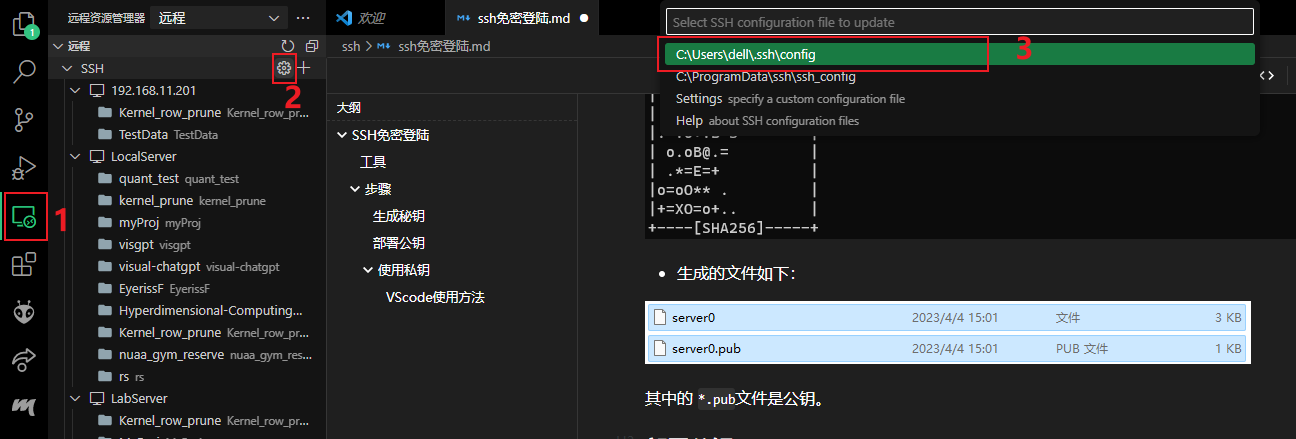 远程资源管理器 远程
远程
SSH
192.168.11.201
Kernel_row_prune Kernel_row_pr...
TestData TestData
LocalServer
quant_test quant_test
kernel_prune kernel_prune
myProj myProj
visgpt visgpt
visual-chatgpt visual-chatgpt
EyerissF EyerissF
Hyperdimensional-Computing...
Kernel_row_prune Kernel_row_pr...
nuaa_gym_reserve nuaa_gym_res...
rs rs
LabServer
Kernel_row_prune Kernel_row_pr...
1
2
欢迎
ssh免密登陆.md
ssh > ssh免密登陆.md
大纲
SSH免密登陆
工具
步骤
生成秘钥
部署公钥
使用私钥
VScode使用方法
Select SSH configuration file to update
C:\Users\dell\.ssh\config
3
C:\ProgramData\ssh\ssh_config
Settings specify a custom configuration file
Help about SSH configuration files
| o.oB@.= |
| .*=E=+ |
|o=oO** . |
|+=XO=o+.. |
+----[SHA256]-----+
生成的文件如下：
server0 2023/4/4 15:01 文件 3 KB
server0.pub 2023/4/4 15:01 PUB 文件 1 KB
其中的 *.pub文件是公钥。